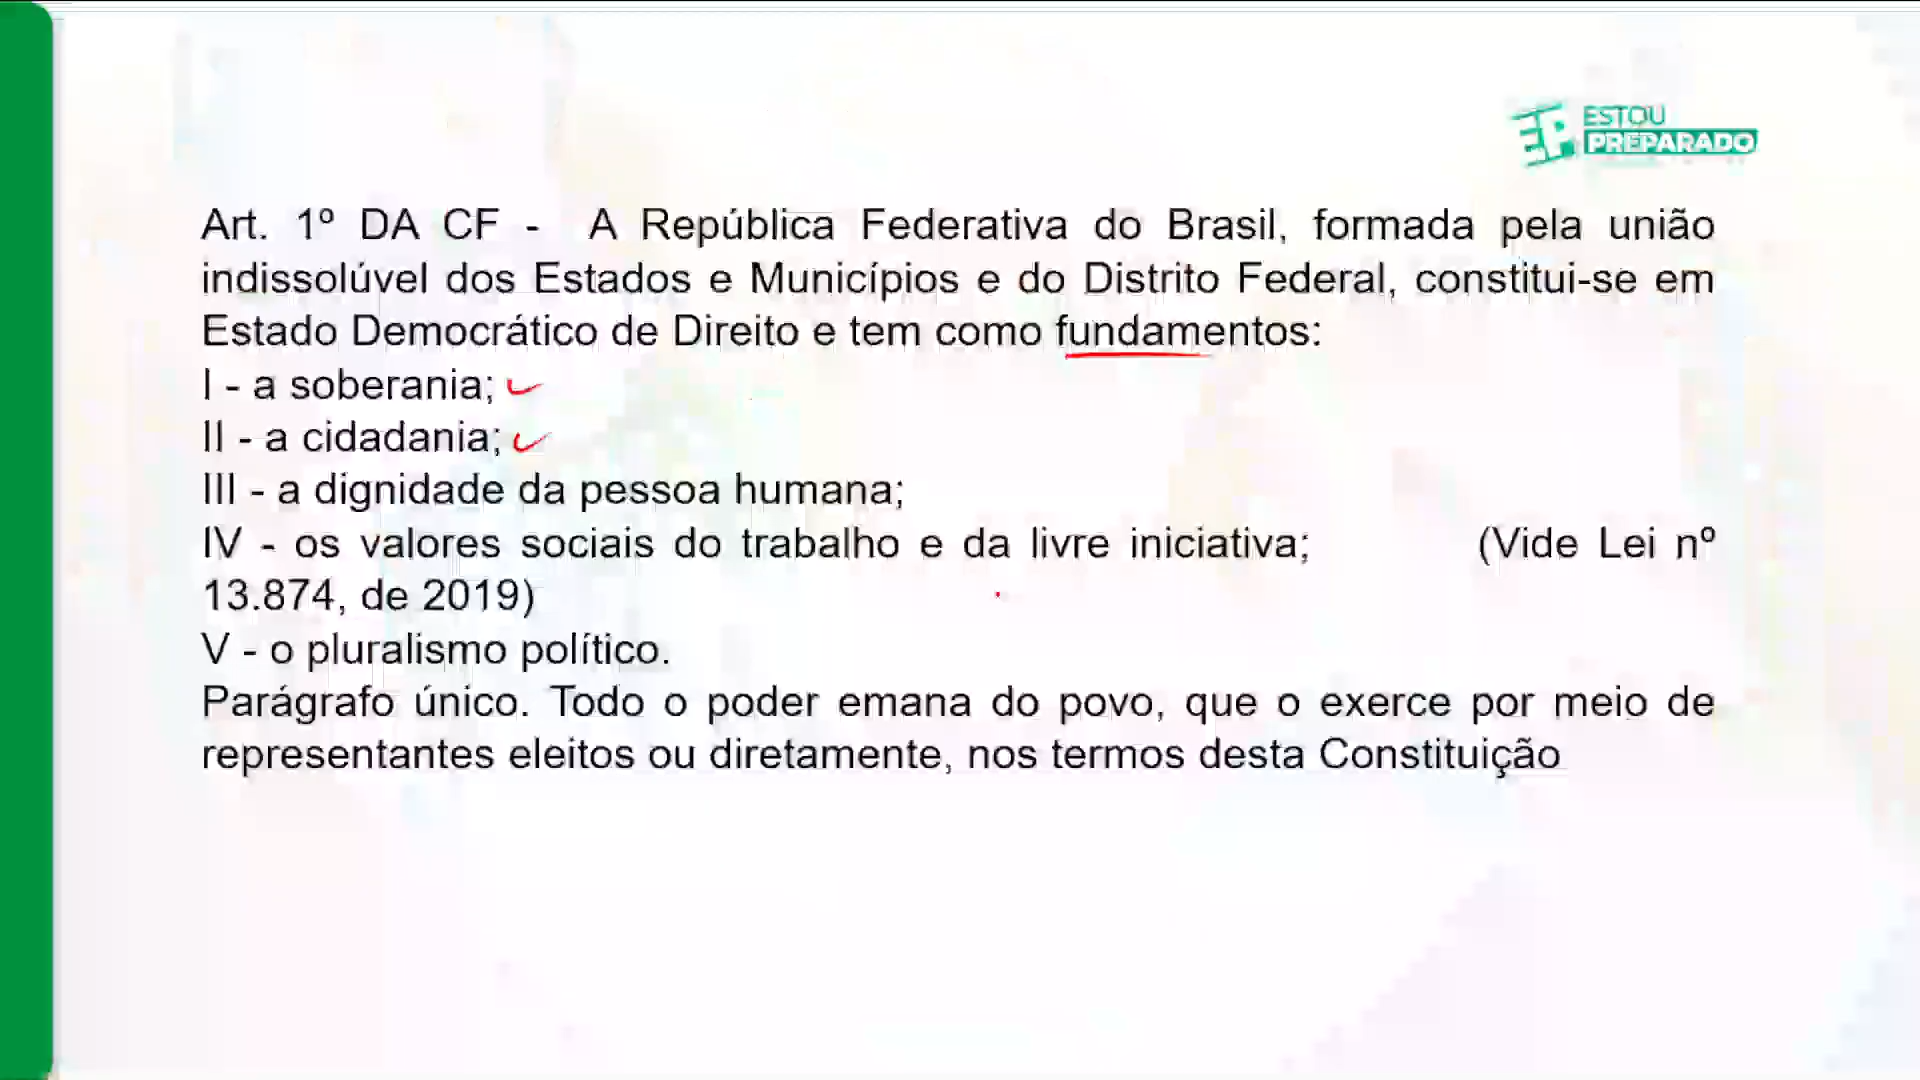 ESTOU
PREPARADO
Art. 1º DA CF - A República Federativa do Brasil, formada pela união
indissolúvel dos Estados e Municípios e do Distrito Federal, constitui-se em
Estado Democrático de Direito e tem como fundamentos:
I - a soberania;
II - a cidadania;
III - a dignidade da pessoa humana;
IV - os valores sociais do trabalho e da livre iniciativa; (Vide Lei nº
13.874, de 2019)
V - o pluralismo político.
Parágrafo único. Todo o poder emana do povo, que o exerce por meio de
representantes eleitos ou diretamente, nos termos desta Constituição